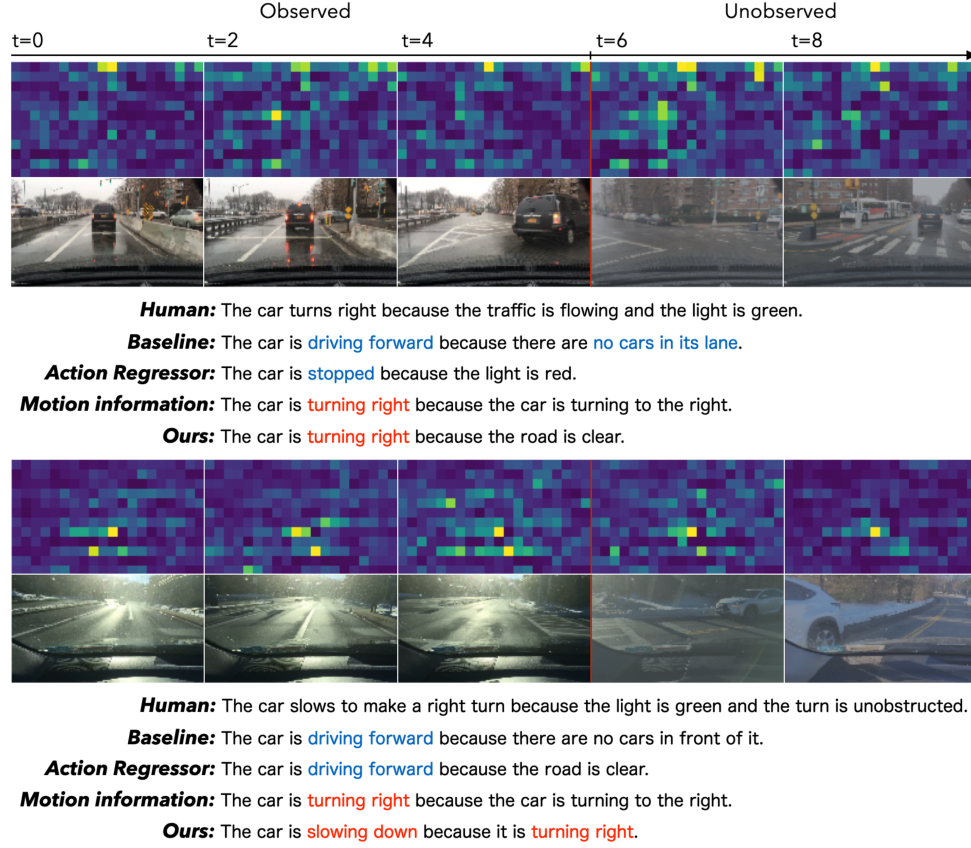 Observed Unobserved
t=0 t=2 t=4 t=6 t=8
Human: The car turns right because the traffic is flowing and the light is green.
Baseline: The car is driving forward because there are no cars in its lane.
Action Regressor: The car is stopped because the light is red.
Motion information: The car is turning right because the car is turning to the right.
Ours: The car is turning right because the road is clear.
Human: The car slows to make a right turn because the light is green and the turn is unobstructed.
Baseline: The car is driving forward because there are no cars in front of it.
Action Regressor: The car is driving forward because the road is clear.
Motion information: The car is turning right because the car is turning to the right.
Ours: The car is slowing down because it is turning right.